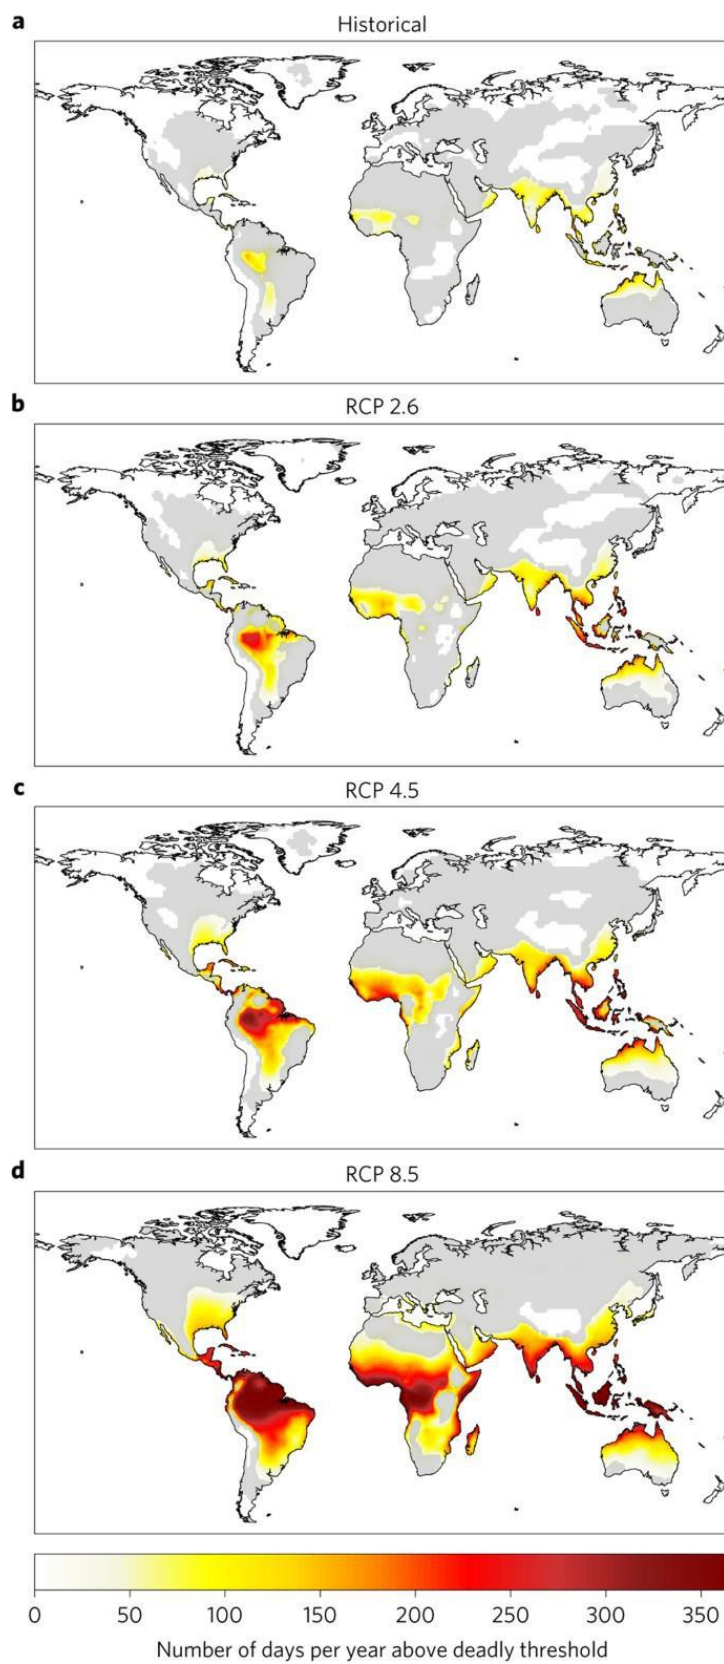 a
Historical
b
RCP 2.6
c
RCP 4.5
d
RCP 8.5
0 50 100 150 200 250 300 350
Number of days per year above deadly threshold